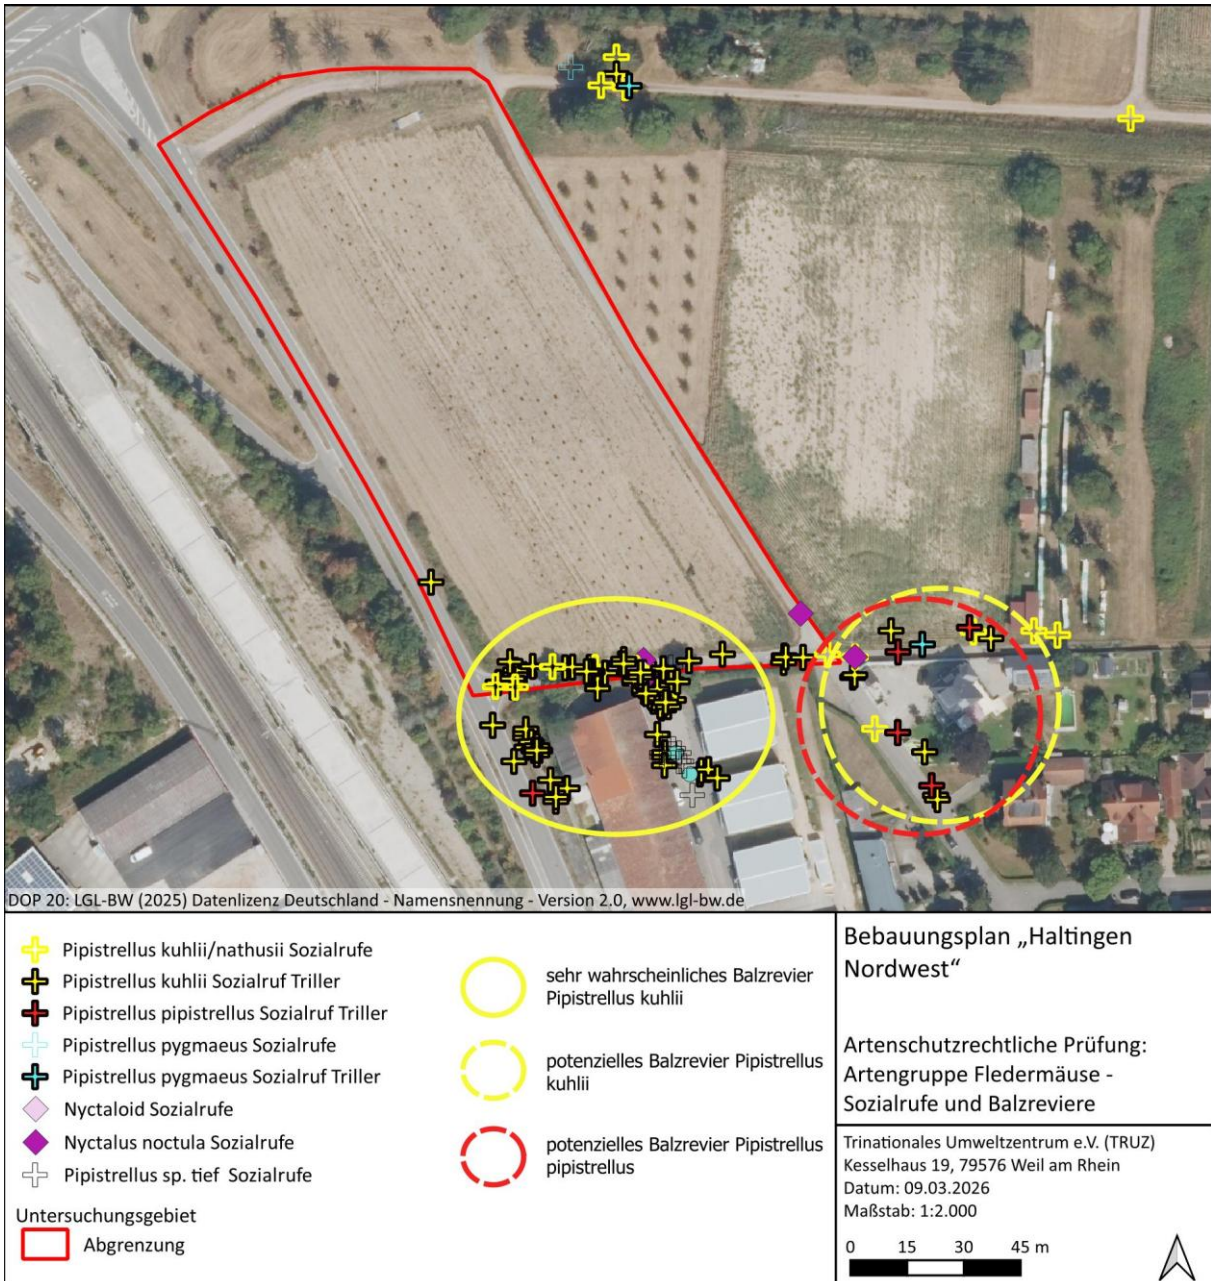 DOP 20: LGL-BW (2025) Datenlizenz Deutschland - Namensnennung - Version 2.0, www.lgl-bw.de
Pipistrellus kuhlii/nathusii Sozialrufe
Pipistrellus kuhlii Sozialruf Triller
Pipistrellus pipistrellus Sozialruf Triller
Pipistrellus pygmaeus Sozialrufe
Pipistrellus pygmaeus Sozialruf Triller
Nyctaloid Sozialrufe
Nyctalus noctula Sozialrufe
Pipistrellus sp. tief Sozialrufe
Untersuchungsgebiet
Abgrenzung
sehr wahrscheinliches Balzrevier
Pipistrellus kuhlii
potenzielles Balzrevier Pipistrellus
kuhlii
potenzielles Balzrevier Pipistrellus
pipistrellus
Bebauungsplan „Haltingen
Nordwest“
Artenschutzrechtliche Prüfung:
Artengruppe Fledermäuse -
Sozialrufe und Balzreviere
Trinationales Umweltzentrum e.V. (TRUZ)
Kesselhaus 19, 79576 Weil am Rhein
Datum: 09.03.2026
Maßstab: 1:2.000
0 15 30 45 m